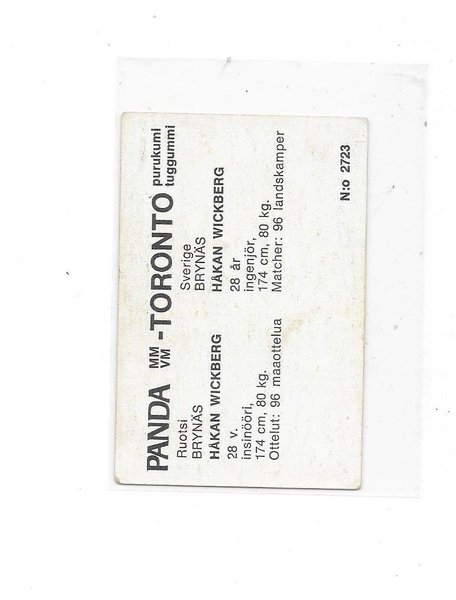 PANDA MM VM -TORONTO purukumi tuggummi
Ruotsi
BRYNÄS
HÅKAN WICKBERG
28 v.
insinööri,
174 cm, 80 kg.
Ottelut: 96 maaottelua
Sverige
BRYNÄS
HÅKAN WICKBERG
28 år
ingenjör,
174 cm, 80 kg.
Matcher: 96 landskamper
N:o 2723